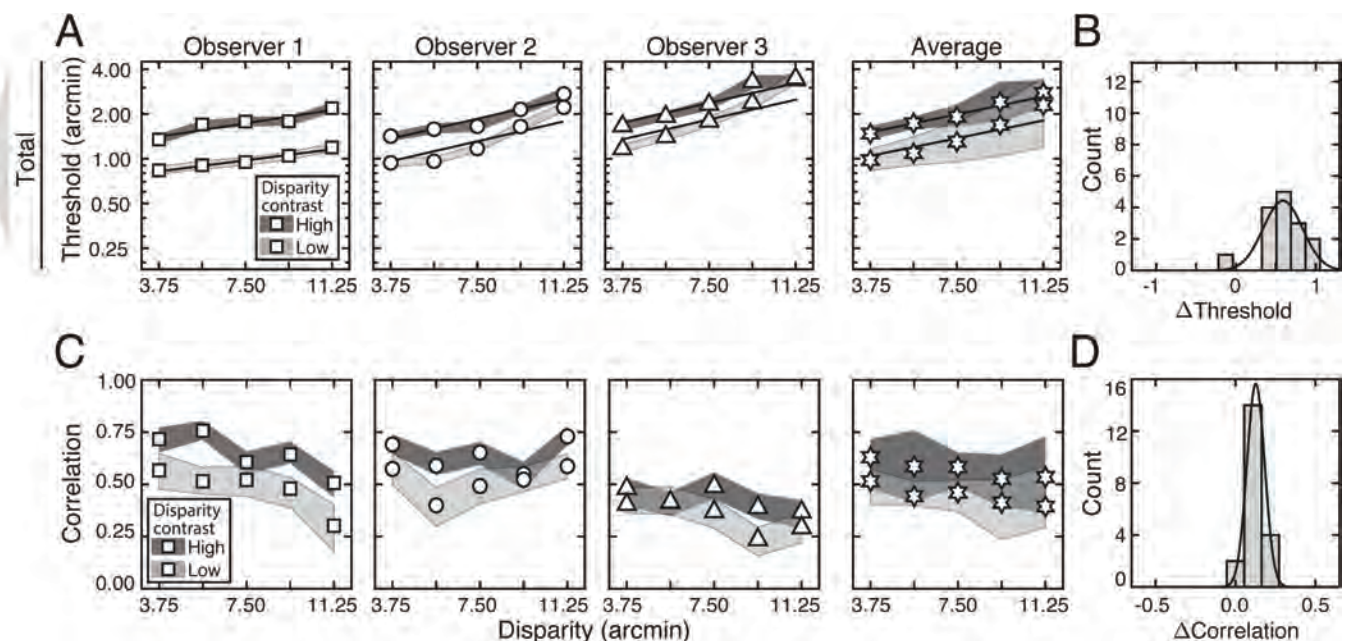 A
B
Observer 1
Observer 2
Observer 3
Average
Total
Threshold (arcmin)
4.00
2.00
1.00
0.50
0.25
Disparity
contrast
High
Low
3.75 7.50 11.25
3.75 7.50 11.25
3.75 7.50 11.25
3.75 7.50 11.25
Count
12
10
8
6
4
2
0
-1 0 1
ΔThreshold
C
D
Correlation
1.00
0.75
0.50
0.25
0.00
Disparity
contrast
High
Low
3.75 7.50 11.25
3.75 7.50 11.25
3.75 7.50 11.25
3.75 7.50 11.25
Disparity (arcmin)
Count
16
12
8
4
0
-0.5 0.0 0.5
ΔCorrelation